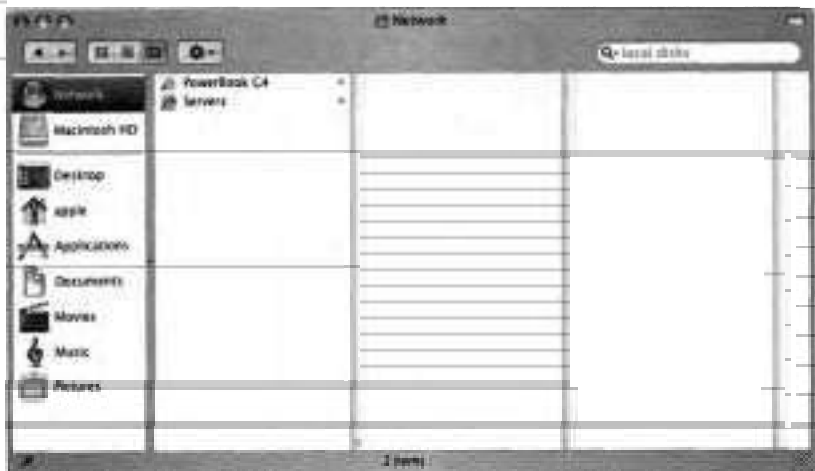 Network
local disks
Network
Macintosh HD
Desktop
apple
Applications
Documents
Movies
Music
Pictures
PowerBook G4
Servers
2 items